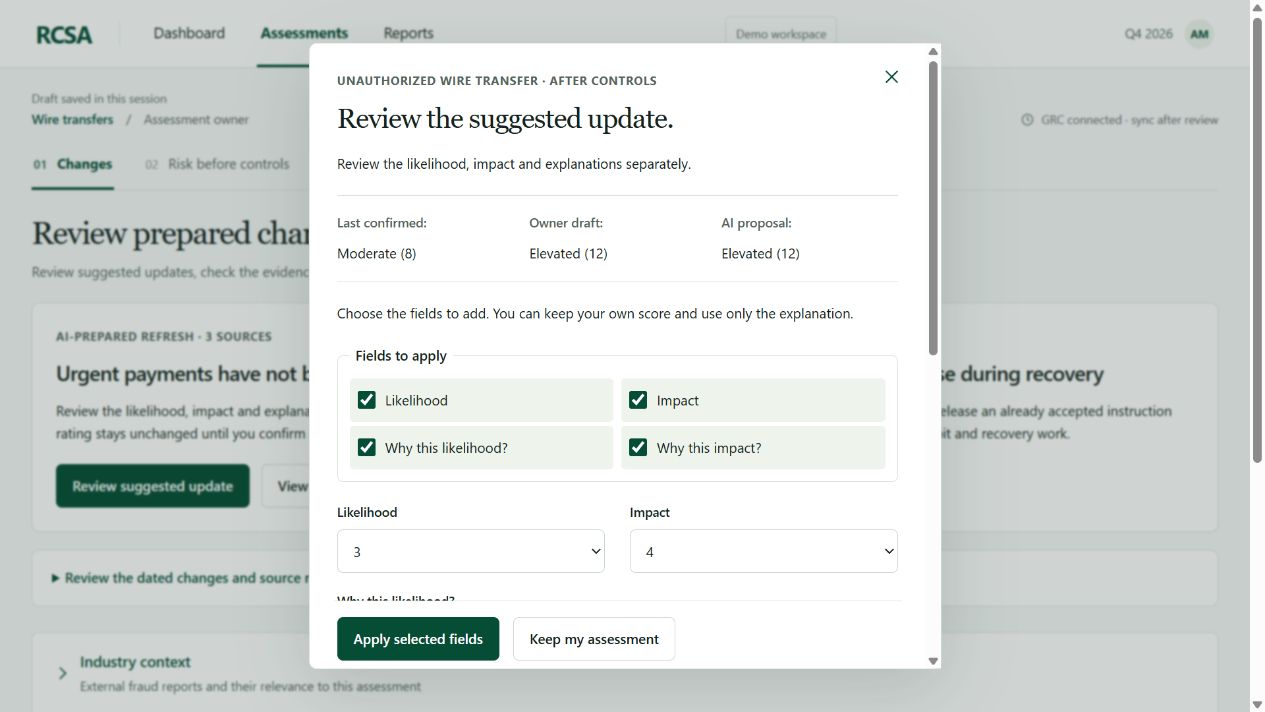 RCSA
Dashboard
Assessments
Reports
Demo workspace
Q4 2026
AM
Draft saved in this session
Wire transfers / Assessment owner
GRC connected · sync after review
01 Changes
02 Risk before controls
Review prepared
Review suggested updates, check the evidenc
AI-PREPARED REFRESH · 3 SOURCES
Urgent payments have not b
Review the likelihood, impact and explana
rating stays unchanged until you confirm
Review suggested update
View
se during recovery
elease an already accepted instruction
it and recovery work.
Review the dated changes and source r
Industry context
External fraud reports and their relevance to this assessment
UNAUTHORIZED WIRE TRANSFER · AFTER CONTROLS
Review the suggested update.
Review the likelihood, impact and explanations separately.
Last confirmed:
Moderate (8)
Owner draft:
Elevated (12)
AI proposal:
Elevated (12)
Choose the fields to add. You can keep your own score and use only the explanation.
Fields to apply
Likelihood
Impact
Why this likelihood?
Why this impact?
Likelihood
3
Impact
4
Why this likelihood?
Apply selected fields
Keep my assessment